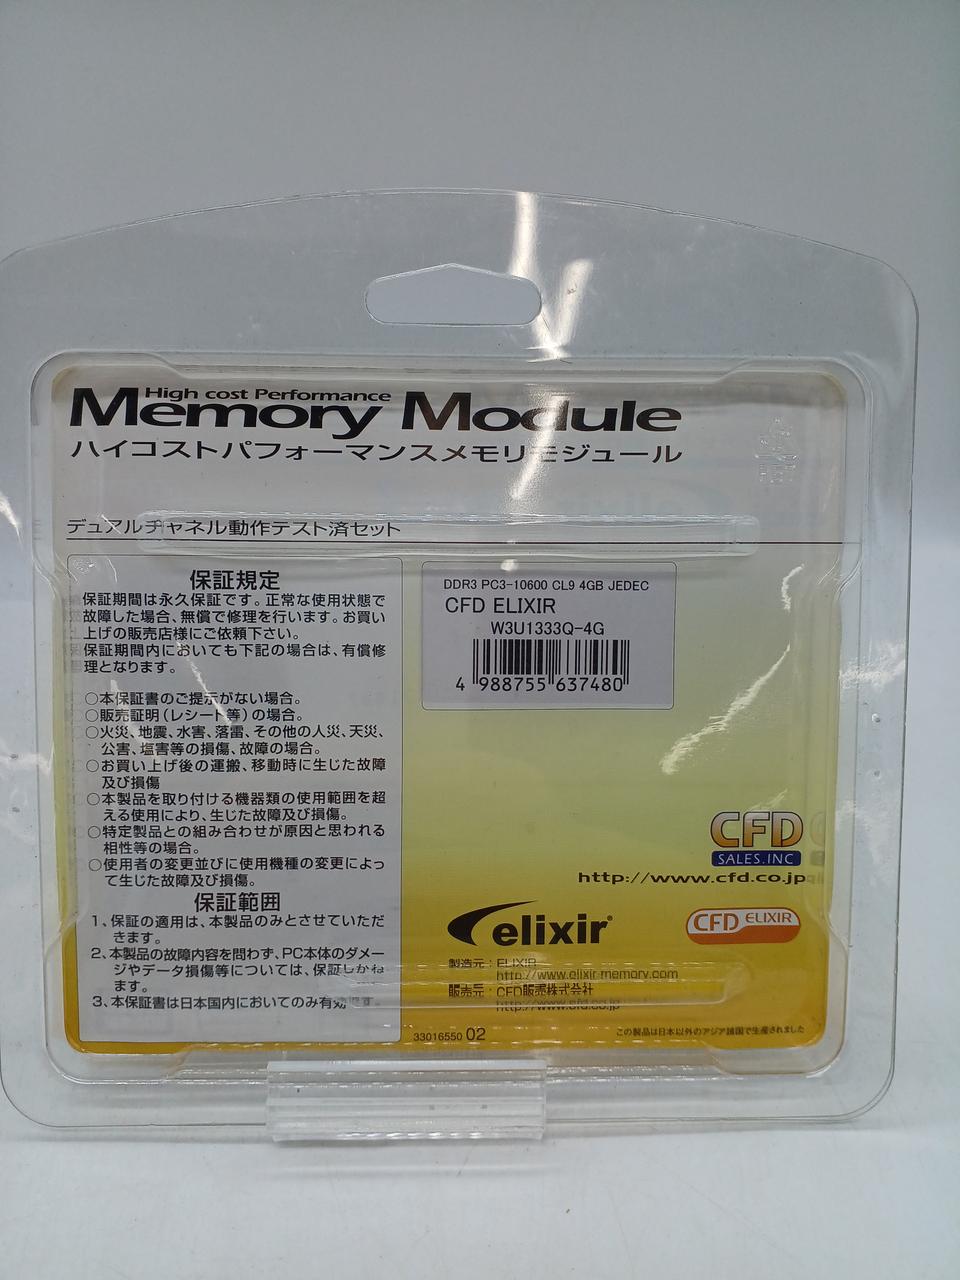 High cost Performance
Memory Module
ハイコストパフォーマンスメモリモジュール
デュアルチャネル動作テスト済セット
保証規定
保証期間は永久保証です。正常な使用状態で
故障した場合、無償で修理を行います。お買い
上げの販売店様にご依頼下さい。
保証期間内においても下記の場合は、有償修
理となります。
○本保証書のご提示がない場合。
○販売証明(レシート等)の場合。
○火災、地震、水害、落雷、その他の人災、天災、
公害、塩害等の損傷、故障の場合。
○お買い上げ後の運搬、移動時に生じた故障
及び損傷
○本製品を取り付ける機器類の使用範囲を超
える使用により、生じた故障及び損傷。
○特定製品との組み合わせが原因と思われる
相性等の場合。
○使用者の変更並びに使用機種の変更によっ
て生じた故障及び損傷。
保証範囲
1、保証の適用は、本製品のみとさせていただ
きます。
2、本製品の故障内容を問わず、PC本体のダメー
ジやデータ損傷等については、保証しかね
ます。
3、本保証書は日本国内においてのみ有効です。
DDR3 PC3-10600 CL9 4GB JEDEC
CFD ELIXIR
W3U1333Q-4G
4 988755 637480
CFD
SALES.INC
http://www.cfd.co.jp
elixir
CFD ELIXIR
製造元：ELIXIR
http://www.elixir-memory.com
販売元：CFD販売株式会社
http://www.cfd.co.jp
33016550 02
この製品は日本以外のアジア諸国で生産されました